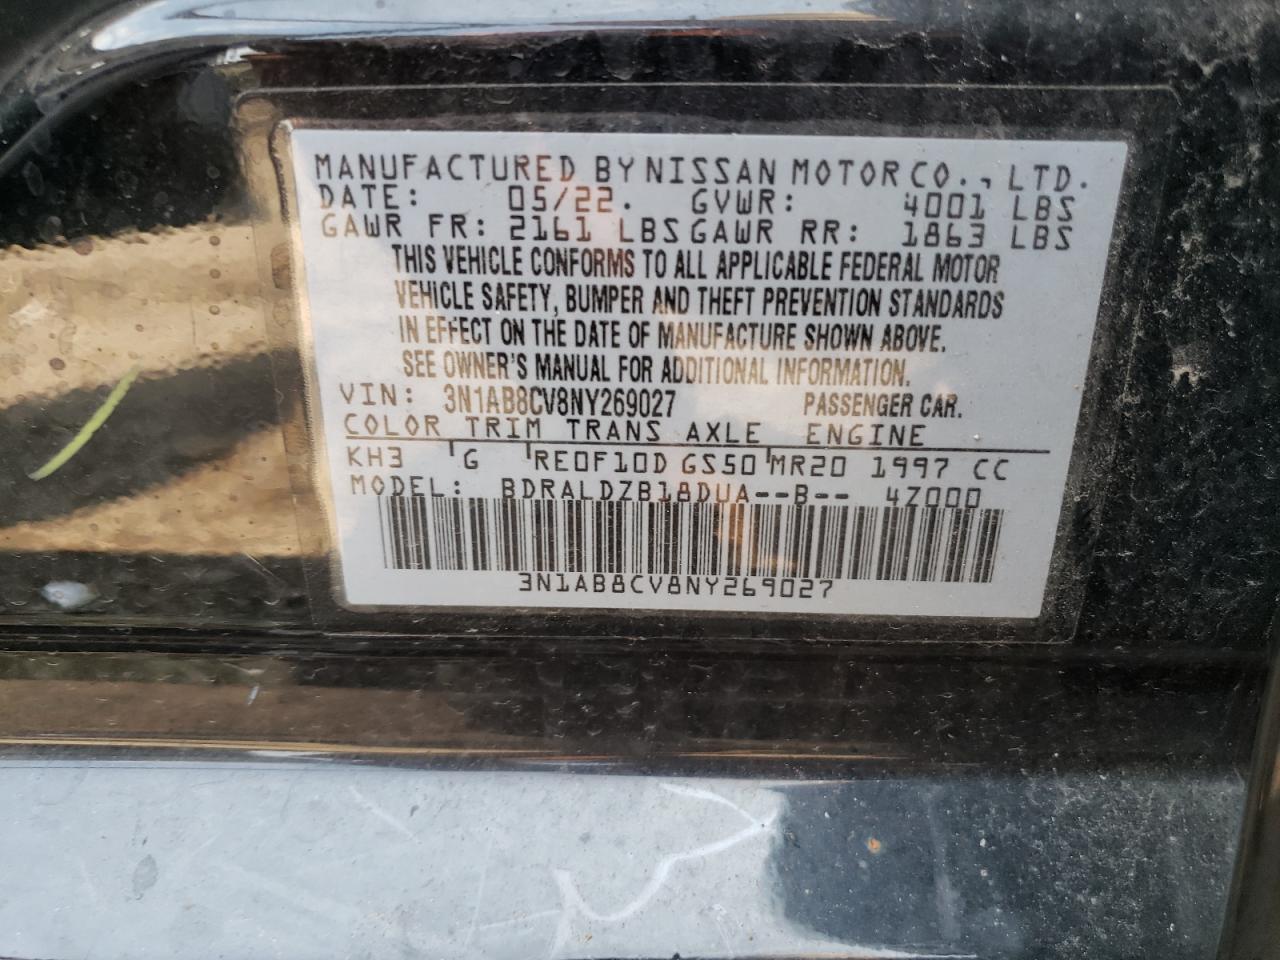 MANUFACTURED BY NISSAN MOTOR CO., LTD.
DATE: 05/22. GVWR: 4001 LBS
GAWR FR: 2161 LBS GAWR RR: 1863 LBS
THIS VEHICLE CONFORMS TO ALL APPLICABLE FEDERAL MOTOR
VEHICLE SAFETY, BUMPER AND THEFT PREVENTION STANDARDS
IN EFFECT ON THE DATE OF MANUFACTURE SHOWN ABOVE.
SEE OWNER'S MANUAL FOR ADDITIONAL INFORMATION.
VIN: 3N1AB8CV8NY269027 PASSENGER CAR.
COLOR TRIM TRANS AXLE ENGINE
KH3 G RE0F10D GS50 MR20 1997 CC
MODEL: BDRALDZB18DUA--B-- 4Z000
3N1AB8CV8NY269027